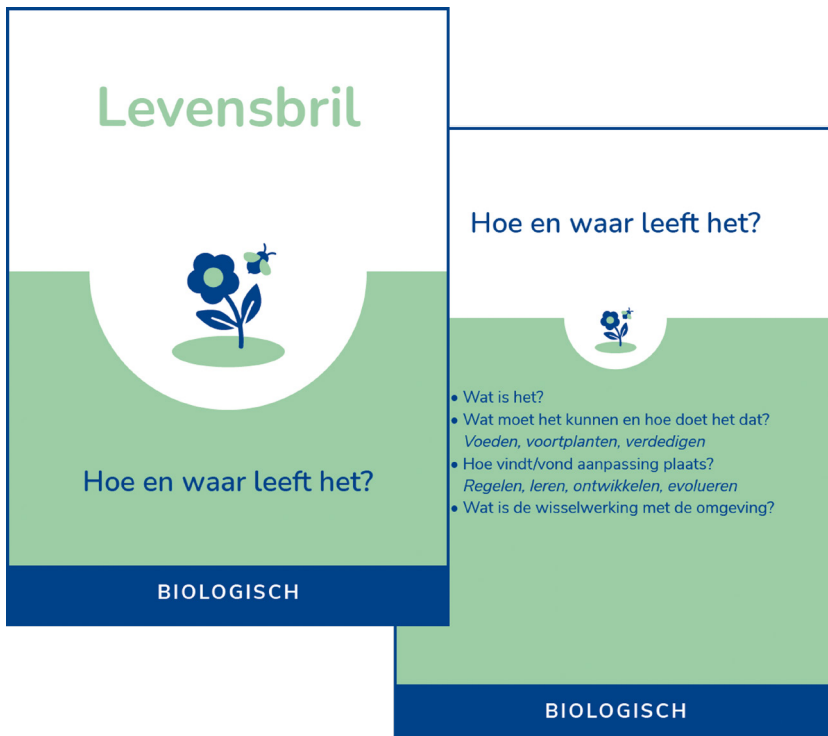 Levensbril
Hoe en waar leeft het?
BIOLOGISCH
Hoe en waar leeft het?
• Wat is het?
• Wat moet het kunnen en hoe doet het dat?
Voeden, voortplanten, verdedigen
• Hoe vindt/vond aanpassing plaats?
Regelen, leren, ontwikkelen, evolueren
• Wat is de wisselwerking met de omgeving?
BIOLOGISCH